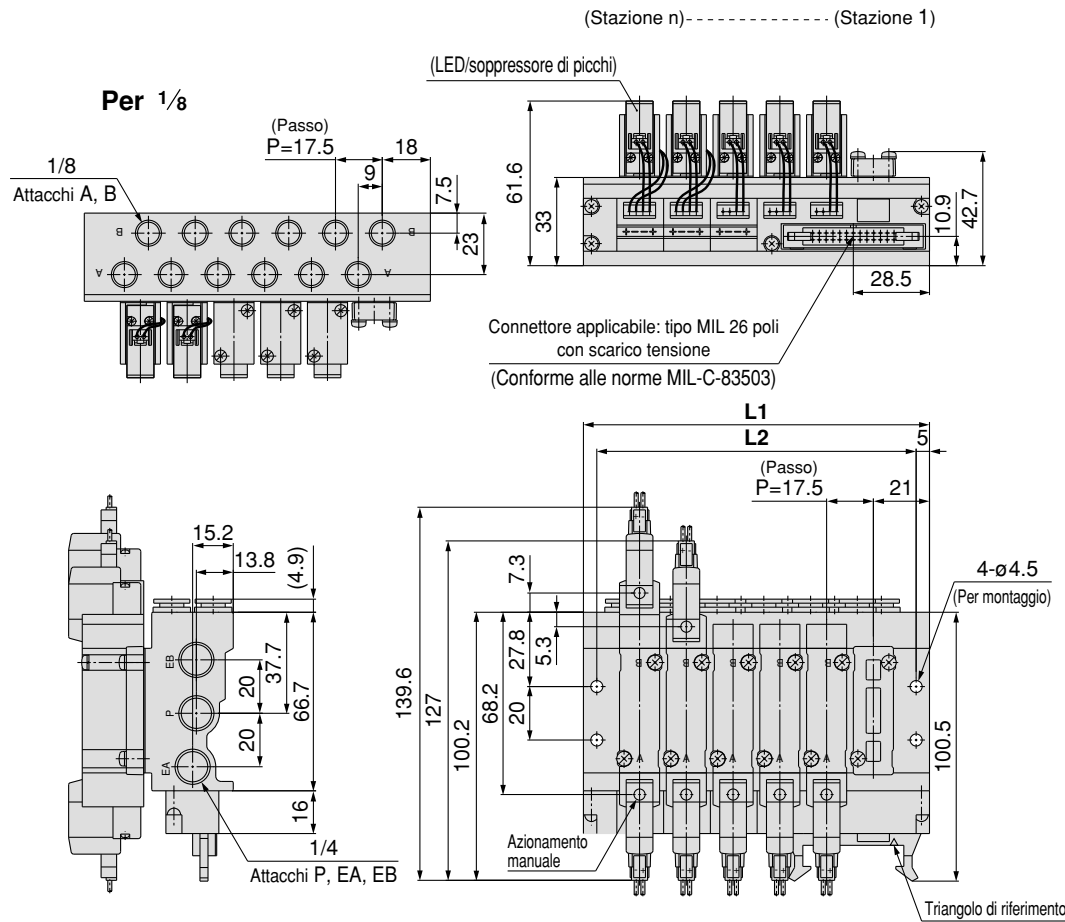 (Stazione n)
(Stazione 1)
(LED/soppressore di picchi)
Per 1/8
(Passo)
P=17.5
18
9
7.5
23
1/8
Attacchi A, B
B
B
A
A
61.6
33
10.9
42.7
28.5
Connettore applicabile: tipo MIL 26 poli
con scarico tensione
(Conforme alle norme MIL-C-83503)
L1
L2
5
(Passo)
P=17.5
21
15.2
13.8
(4.9)
37.7
66.7
20
20
16
EB
P
EA
1/4
Attacchi P, EA, EB
139.6
127
100.2
68.2
27.8
20
7.3
5.3
4-ø4.5
(Per montaggio)
100.5
B
B
B
B
B
A
A
A
A
A
Azionamento
manuale
Triangolo di riferimento